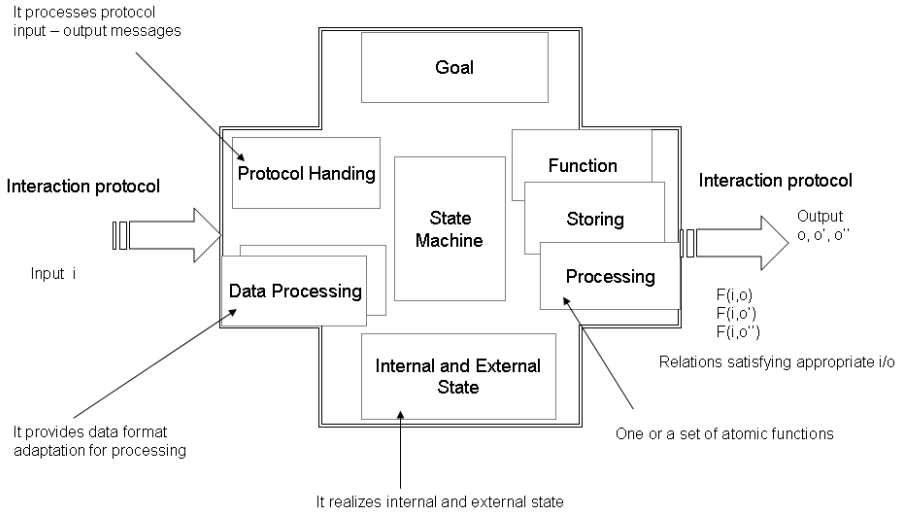 It processes protocol
input – output messages
Goal
Protocol Handing
Function
Interaction protocol
Interaction protocol
State
Machine
Storing
Output
o, o', o''
Input i
Data Processing
Processing
F(i,o)
F(i,o')
F(i,o'')
Relations satisfying appropriate i/o
Internal and External
State
It provides data format
adaptation for processing
One or a set of atomic functions
It realizes internal and external state